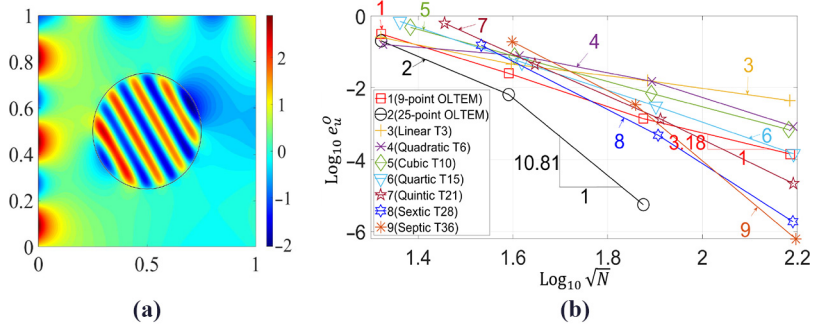 1
0.8
0.6
0.4
0.2
0
0
0.5
1
3
2
1
0
−1
−2
(a)
Log₁₀ eᵤᴼ
0
−2
−4
−6
1
5
7
4
3
2
1(9-point OLTEM)
2(25-point OLTEM)
3(Linear T3)
4(Quadratic T6)
5(Cubic T10)
6(Quartic T15)
7(Quintic T21)
8(Sextic T28)
9(Septic T36)
8
3.18
6
1
10.81
1
9
1.4
1.6
1.8
2
2.2
Log₁₀ √N
(b)